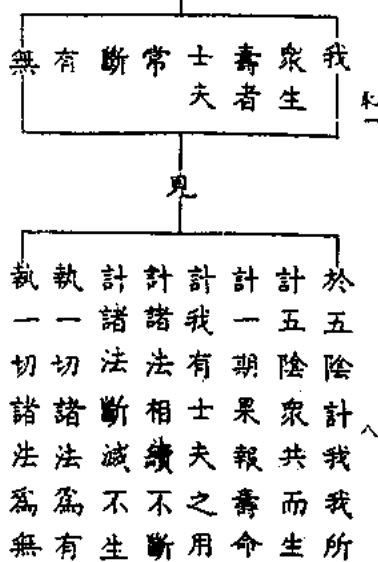 我
衆生
壽者
士夫
常
斷
有
無
見
於五陰計我我所
計五陰衆共而生
計一期果報壽命
計我有士夫之用
計諸法相續不斷
計諸法斷滅不生
執一切諸法爲有
執一切諸法爲無
八